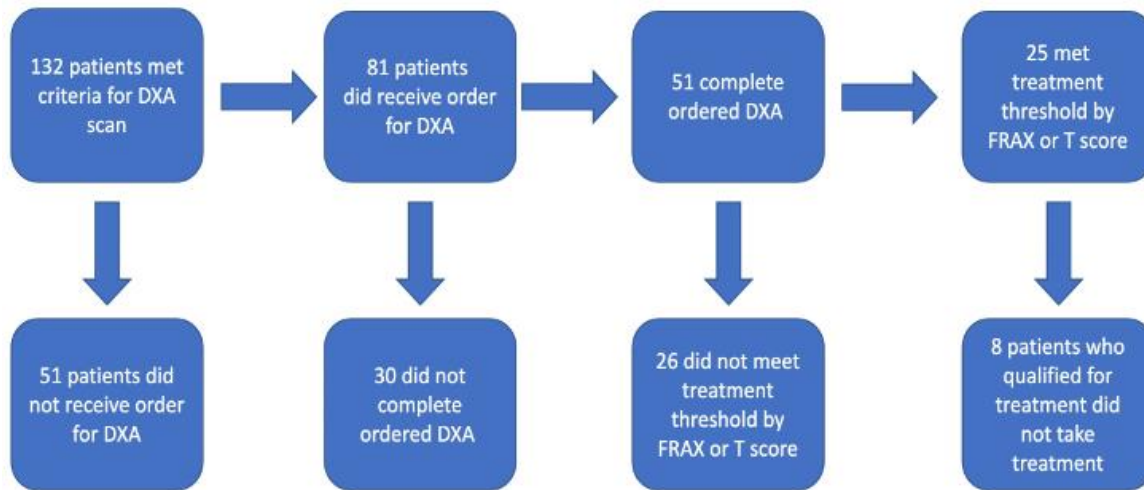 132 patients met
criteria for DXA
scan
81 patients
did receive order
for DXA
51 complete
ordered DXA
25 met
treatment
threshold by
FRAX or T score
51 patients did
not receive order
for DXA
30 did not
complete
ordered DXA
26 did not meet
treatment
threshold by
FRAX or T score
8 patients who
qualified for
treatment did
not take
treatment